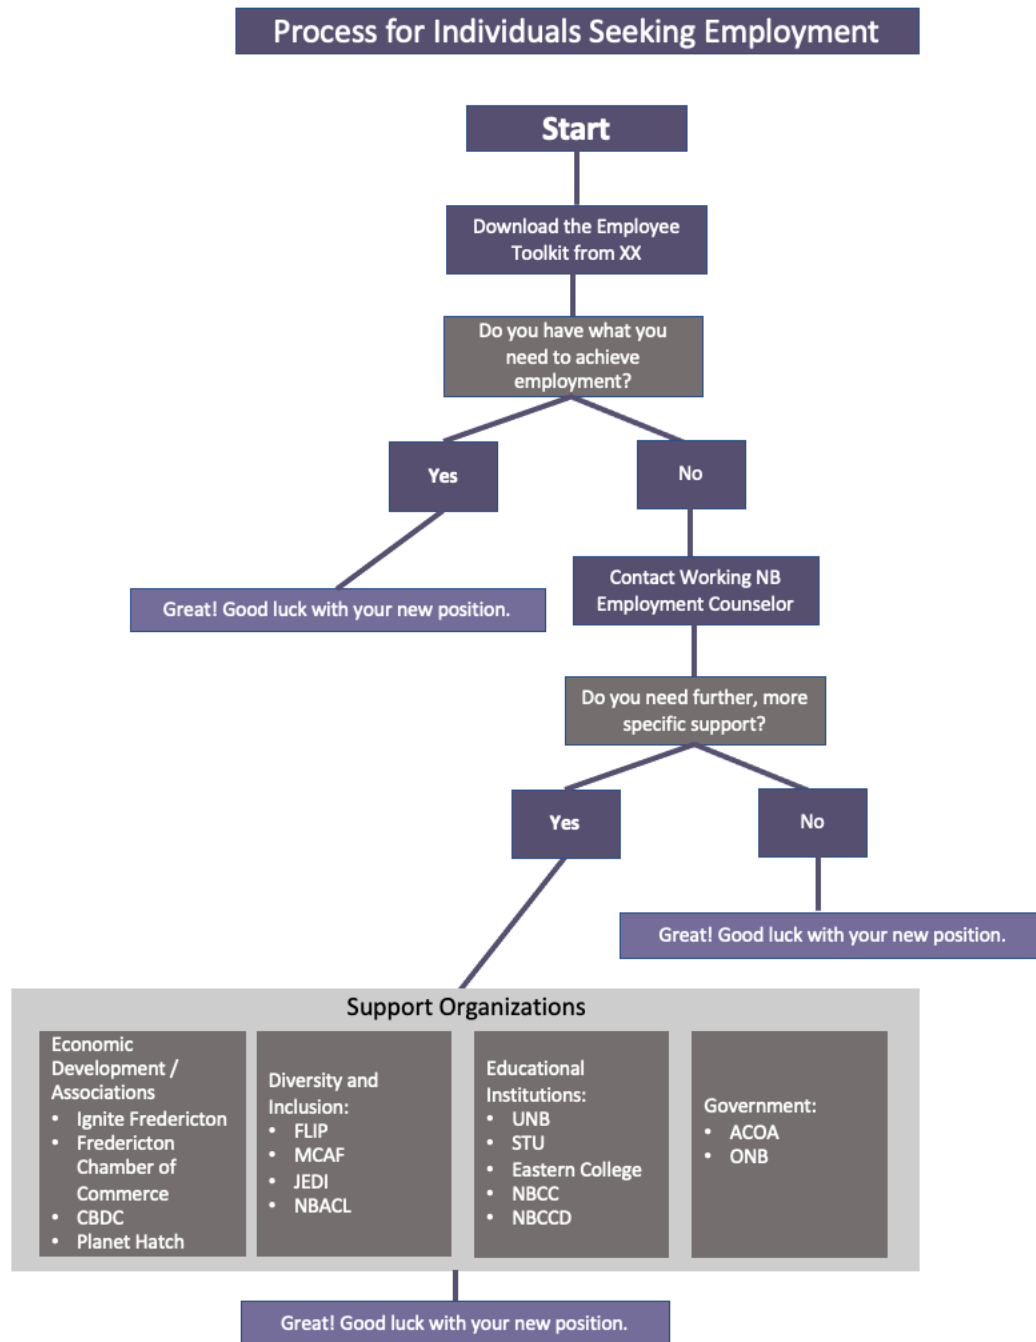 Process for Individuals Seeking Employment
Start
Download the Employee
Toolkit from XX
Do you have what you
need to achieve
employment?
Yes
No
Great! Good luck with your new position.
Contact Working NB
Employment Counselor
Do you need further, more
specific support?
Yes
No
Great! Good luck with your new position.
Support Organizations
Economic
Development /
Associations
• Ignite Fredericton
• Fredericton
Chamber of
Commerce
• CBDC
• Planet Hatch
Diversity and
Inclusion:
• FLIP
• MCAF
• JEDI
• NBACL
Educational
Institutions:
• UNB
• STU
• Eastern College
• NBCC
• NBCCD
Government:
• ACOA
• ONB
Great! Good luck with your new position.